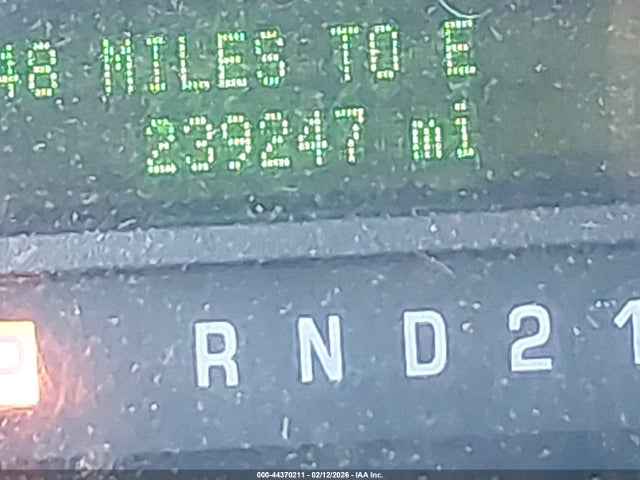 48 MILES TO E
239247 mi
P R N D 2 1
000-44370211 - 02/12/2026 - IAA Inc.